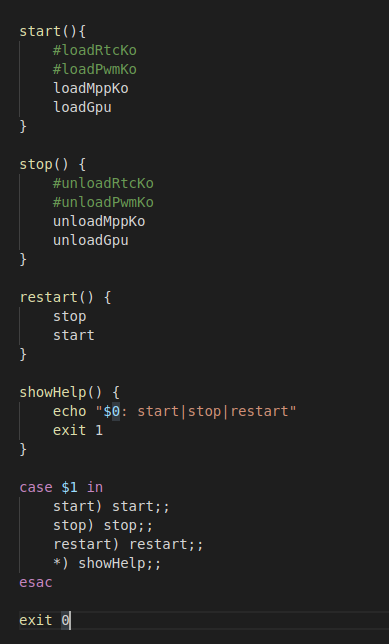 start(){
    #loadRtcKo
    #loadPwmKo
    loadMppKo
    loadGpu
}

stop() {
    #unloadRtcKo
    #unloadPwmKo
    unloadMppKo
    unloadGpu
}

restart() {
    stop
    start
}

showHelp() {
    echo "$0: start|stop|restart"
    exit 1
}

case $1 in
    start) start;;
    stop) stop;;
    restart) restart;;
    *) showHelp;;
esac

exit 0